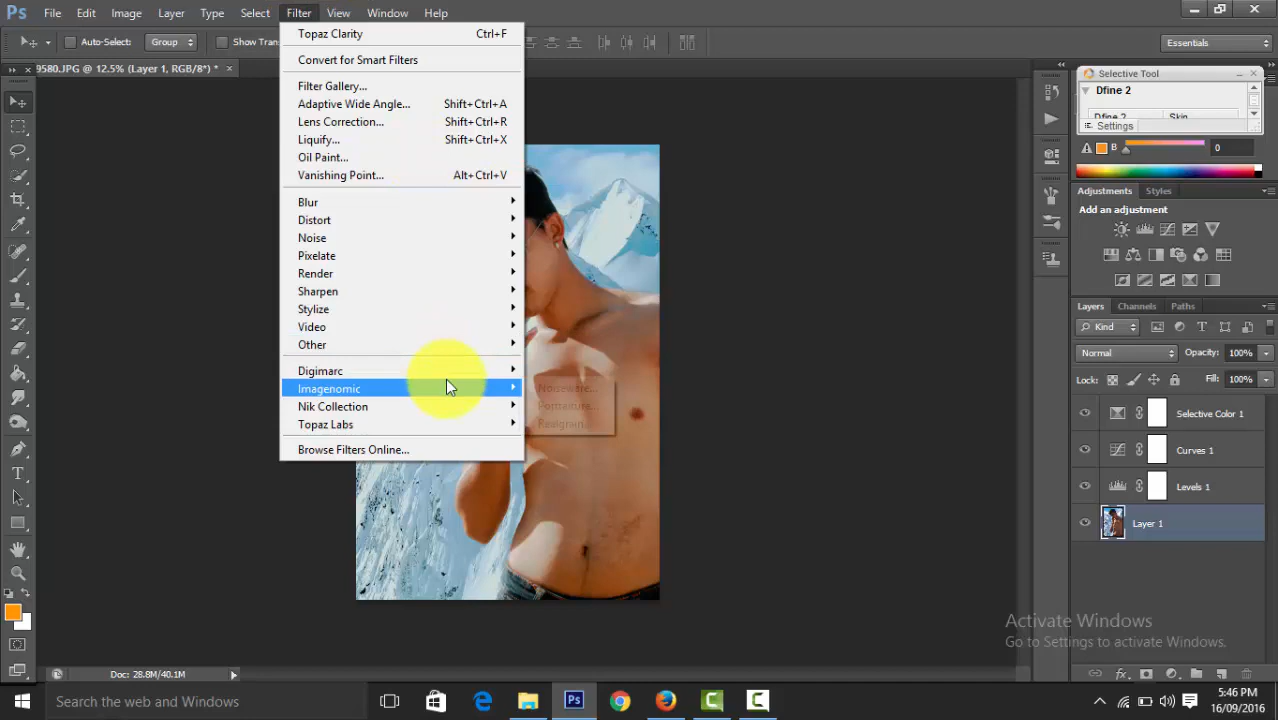 Ps File Edit Image Layer Type Select Filter View Window Help
Auto-Select: Group Show Trans Essentials
9580.JPG @ 12.5% (Layer 1, RGB/8*) * ×
Topaz Clarity Ctrl+F
Convert for Smart Filters
Filter Gallery...
Adaptive Wide Angle... Shift+Ctrl+A
Lens Correction... Shift+Ctrl+R
Liquify... Shift+Ctrl+X
Oil Paint...
Vanishing Point... Alt+Ctrl+V
Blur
Distort
Noise
Pixelate
Render
Sharpen
Stylize
Video
Other
Digimarc
Imagenomic
Nik Collection
Topaz Labs
Browse Filters Online...
Noiseware...
Portraiture...
Realgrain...
Selective Tool
Dfine 2
Dfine 2 Skin
Settings
B 0
Adjustments Styles
Add an adjustment
Layers Channels Paths
Kind
Normal Opacity: 100%
Lock: Fill: 100%
Selective Color 1
Curves 1
Levels 1
Layer 1
Activate Windows
Go to Settings to activate Windows.
Doc: 28.8M/40.1M
Search the web and Windows
Ps
5:46 PM
16/09/2016